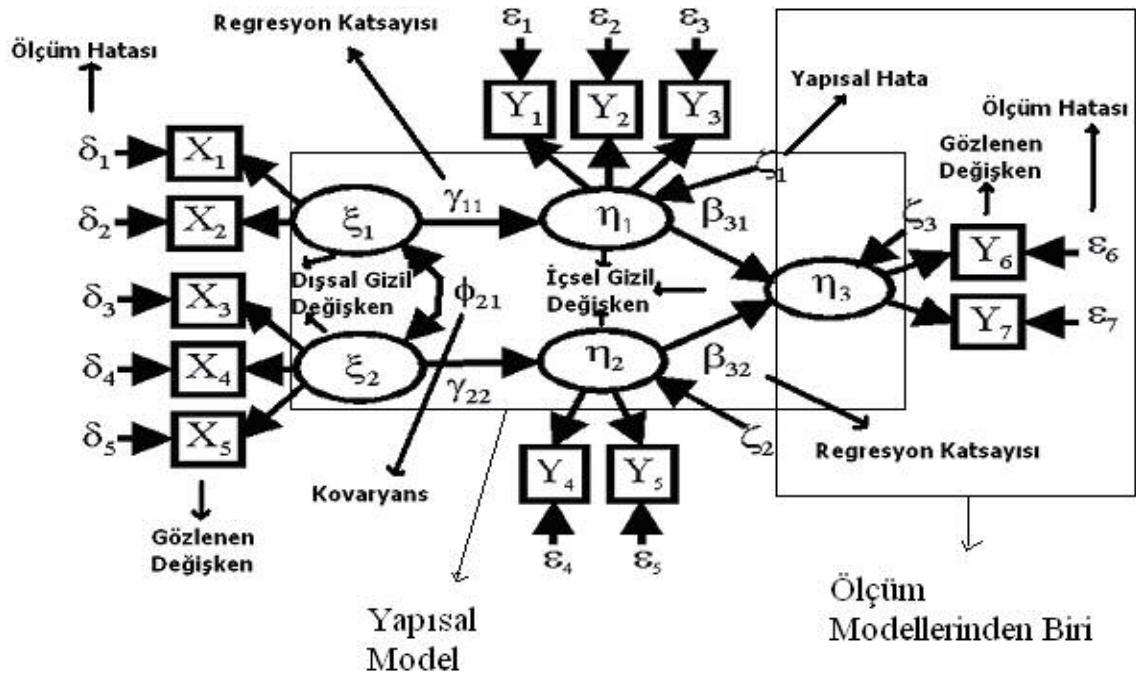 Regresyon Katsayısı
ε1 ε2 ε3
Ölçüm Hatası
Y1 Y2 Y3
Yapısal Hata
Ölçüm Hatası
Gözlenen
Değişken
δ1 X1
ζ1
γ11
β31
δ2 X2
ξ1
η1
ζ3
Y6 ε6
Dışsal Gizil
Değişken
ϕ21
İçsel Gizil
Değişken
η3
δ3 X3
Y7 ε7
δ4 X4
ξ2
η2
β32
γ22
δ5 X5
ζ2
Regresyon Katsayısı
Y4 Y5
Kovaryans
Gözlenen
Değişken
ε4 ε5
Yapısal
Model
Ölçüm
Modellerinden Biri